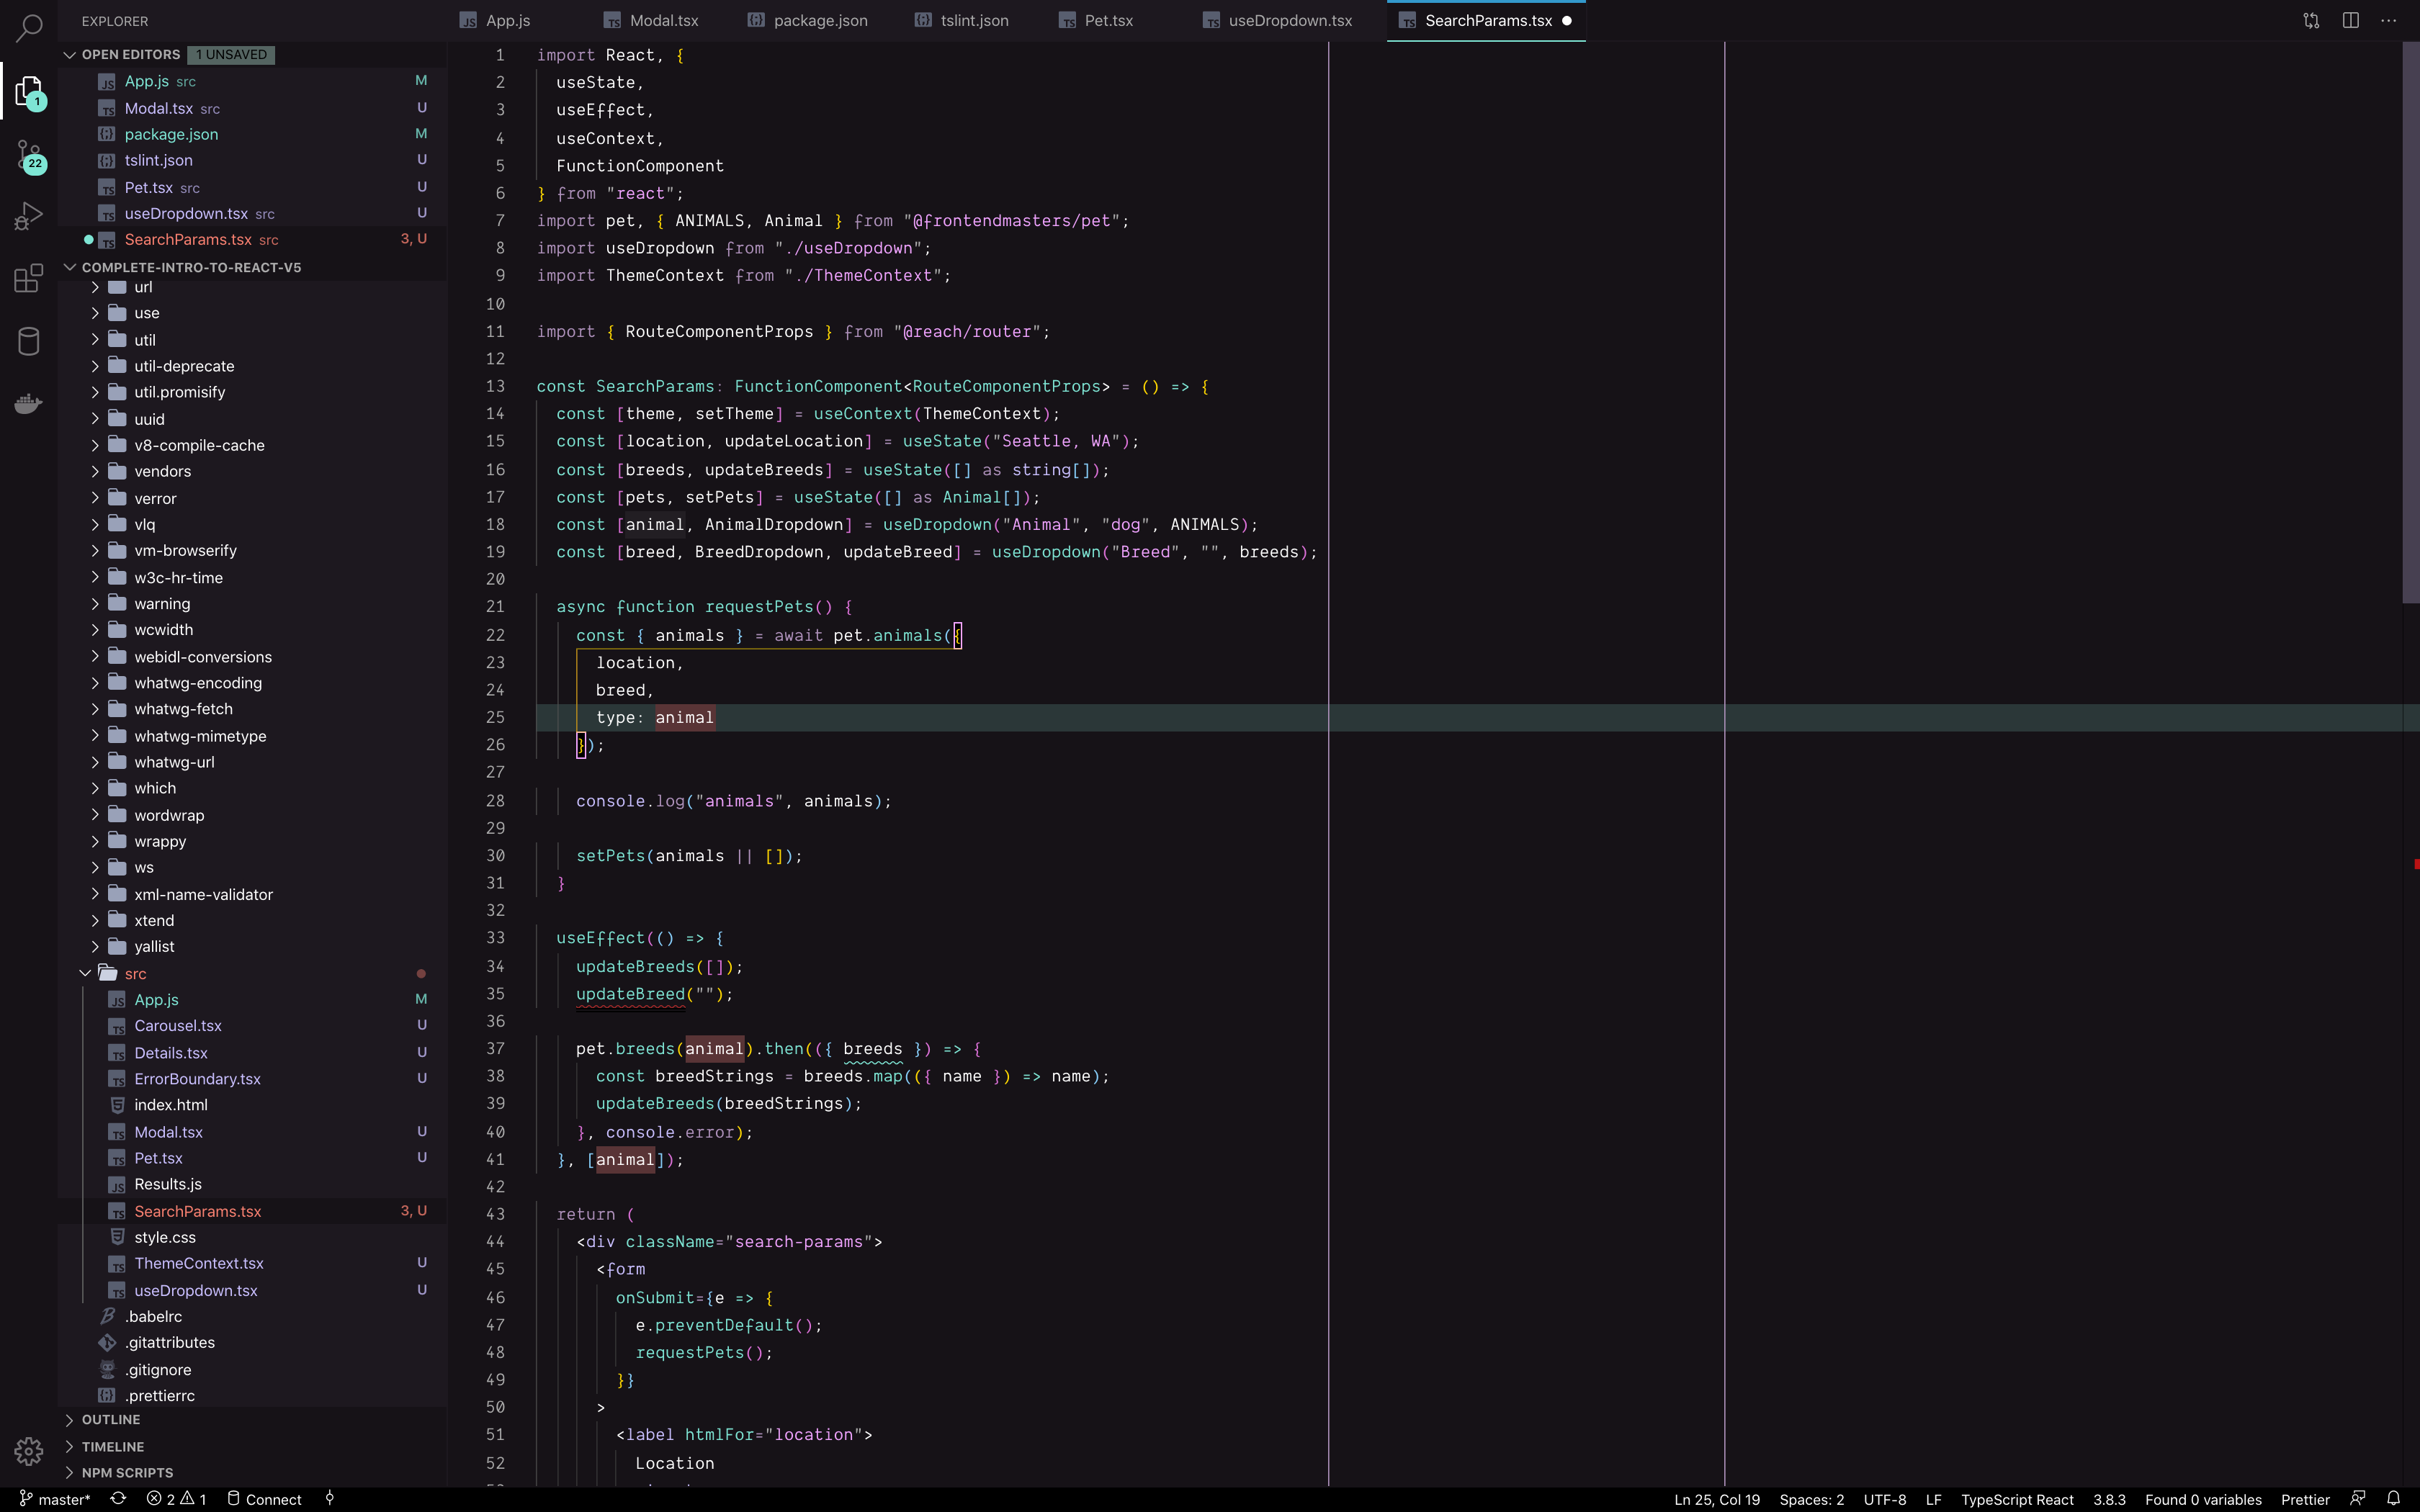 EXPLORER
OPEN EDITORS 1 UNSAVED
App.js src M
Modal.tsx src U
package.json M
tslint.json U
Pet.tsx src U
useDropdown.tsx src U
SearchParams.tsx src 3, U
COMPLETE-INTRO-TO-REACT-V5
url
use
util
util-deprecate
util.promisify
uuid
v8-compile-cache
vendors
verror
vlq
vm-browserify
w3c-hr-time
warning
wcwidth
webidl-conversions
whatwg-encoding
whatwg-fetch
whatwg-mimetype
whatwg-url
which
wordwrap
wrappy
ws
xml-name-validator
xtend
yallist
src
App.js M
Carousel.tsx U
Details.tsx U
ErrorBoundary.tsx U
index.html
Modal.tsx U
Pet.tsx U
Results.js
SearchParams.tsx 3, U
style.css
ThemeContext.tsx U
useDropdown.tsx U
.babelrc
.gitattributes
.gitignore
.prettierrc
OUTLINE
TIMELINE
NPM SCRIPTS
1
22
App.js Modal.tsx package.json tslint.json Pet.tsx useDropdown.tsx SearchParams.tsx
1 import React, {
2 useState,
3 useEffect,
4 useContext,
5 FunctionComponent
6 } from "react";
7 import pet, { ANIMALS, Animal } from "@frontendmasters/pet";
8 import useDropdown from "./useDropdown";
9 import ThemeContext from "./ThemeContext";
10
11 import { RouteComponentProps } from "@reach/router";
12
13 const SearchParams: FunctionComponent<RouteComponentProps> = () => {
14 const [theme, setTheme] = useContext(ThemeContext);
15 const [location, updateLocation] = useState("Seattle, WA");
16 const [breeds, updateBreeds] = useState([] as string[]);
17 const [pets, setPets] = useState([] as Animal[]);
18 const [animal, AnimalDropdown] = useDropdown("Animal", "dog", ANIMALS);
19 const [breed, BreedDropdown, updateBreed] = useDropdown("Breed", "", breeds);
20
21 async function requestPets() {
22 const { animals } = await pet.animals({
23 location,
24 breed,
25 type: animal
26 });
27
28 console.log("animals", animals);
29
30 setPets(animals || []);
31 }
32
33 useEffect(() => {
34 updateBreeds([]);
35 updateBreed("");
36
37 pet.breeds(animal).then(({ breeds }) => {
38 const breedStrings = breeds.map(({ name }) => name);
39 updateBreeds(breedStrings);
40 }, console.error);
41 }, [animal]);
42
43 return (
44 <div className="search-params">
45 <form
46 onSubmit={e => {
47 e.preventDefault();
48 requestPets();
49 }}
50 >
51 <label htmlFor="location">
52 Location
master* 2 1 Connect Ln 25, Col 19 Spaces: 2 UTF-8 LF TypeScript React 3.8.3 Found 0 variables Prettier